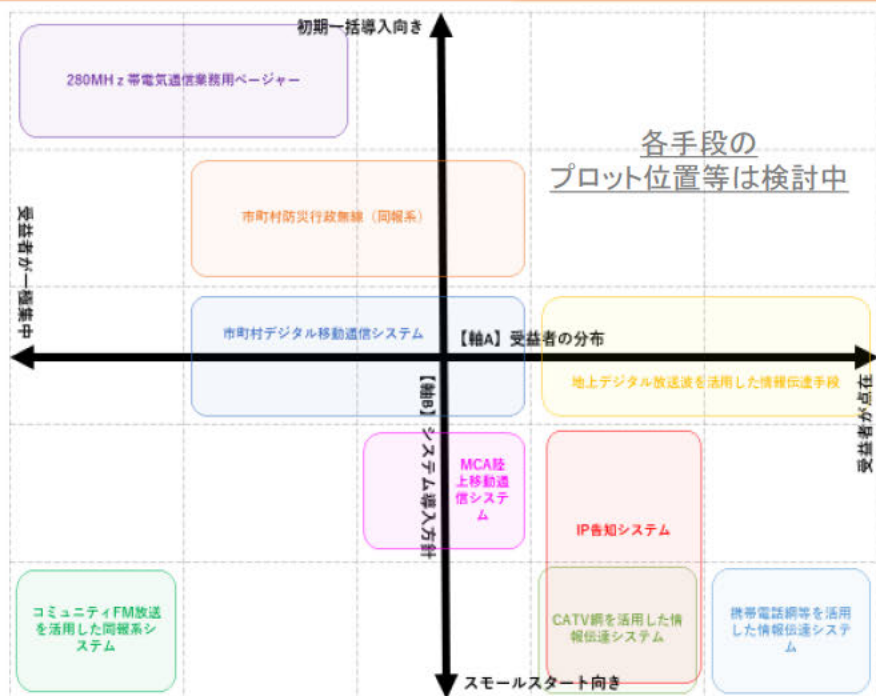 初期一括導入向き
280MHｚ帯電気通信業務用ページャー
各手段の
プロット位置等は検討中
市町村防災行政無線（同報系）
受益者が一極集中
市町村デジタル移動通信システム
【軸A】受益者の分布
地上デジタル放送波を活用した情報伝達手段
受益者が点在
【軸B】システム導入方針
MCA陸
上移動通
信システ
ム
IP告知システム
コミュニティFM放送
を活用した同報系シ
ステム
CATV網を活用した情
報伝達システム
携帯電話網等を活用
した情報伝達システ
ム
スモールスタート向き